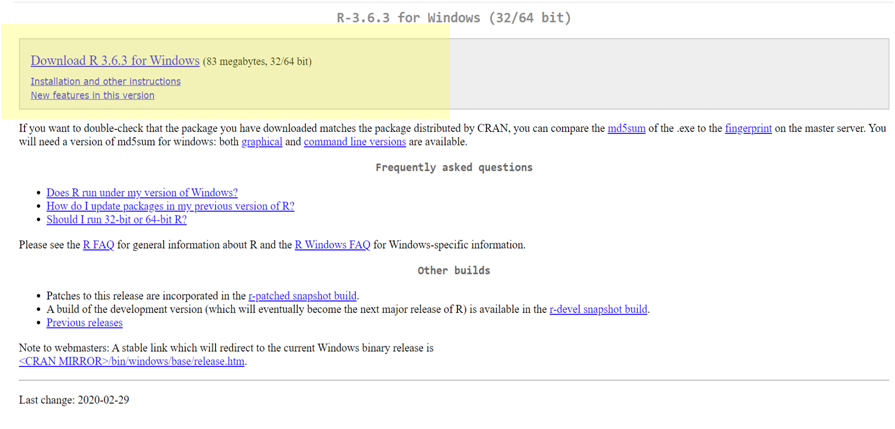 R-3.6.3 for Windows (32/64 bit)
Download R 3.6.3 for Windows (83 megabytes, 32/64 bit)
Installation and other instructions
New features in this version
If you want to double-check that the package you have downloaded matches the package distributed by CRAN, you can compare the md5sum of the .exe to the fingerprint on the master server. You
will need a version of md5sum for windows: both graphical and command line versions are available.
Frequently asked questions
• Does R run under my version of Windows?
• How do I update packages in my previous version of R?
• Should I run 32-bit or 64-bit R?
Please see the R FAQ for general information about R and the R Windows FAQ for Windows-specific information.
Other builds
• Patches to this release are incorporated in the r-patched snapshot build.
• A build of the development version (which will eventually become the next major release of R) is available in the r-devel snapshot build.
• Previous releases
Note to webmasters: A stable link which will redirect to the current Windows binary release is
<CRAN MIRROR>/bin/windows/base/release.htm.
Last change: 2020-02-29